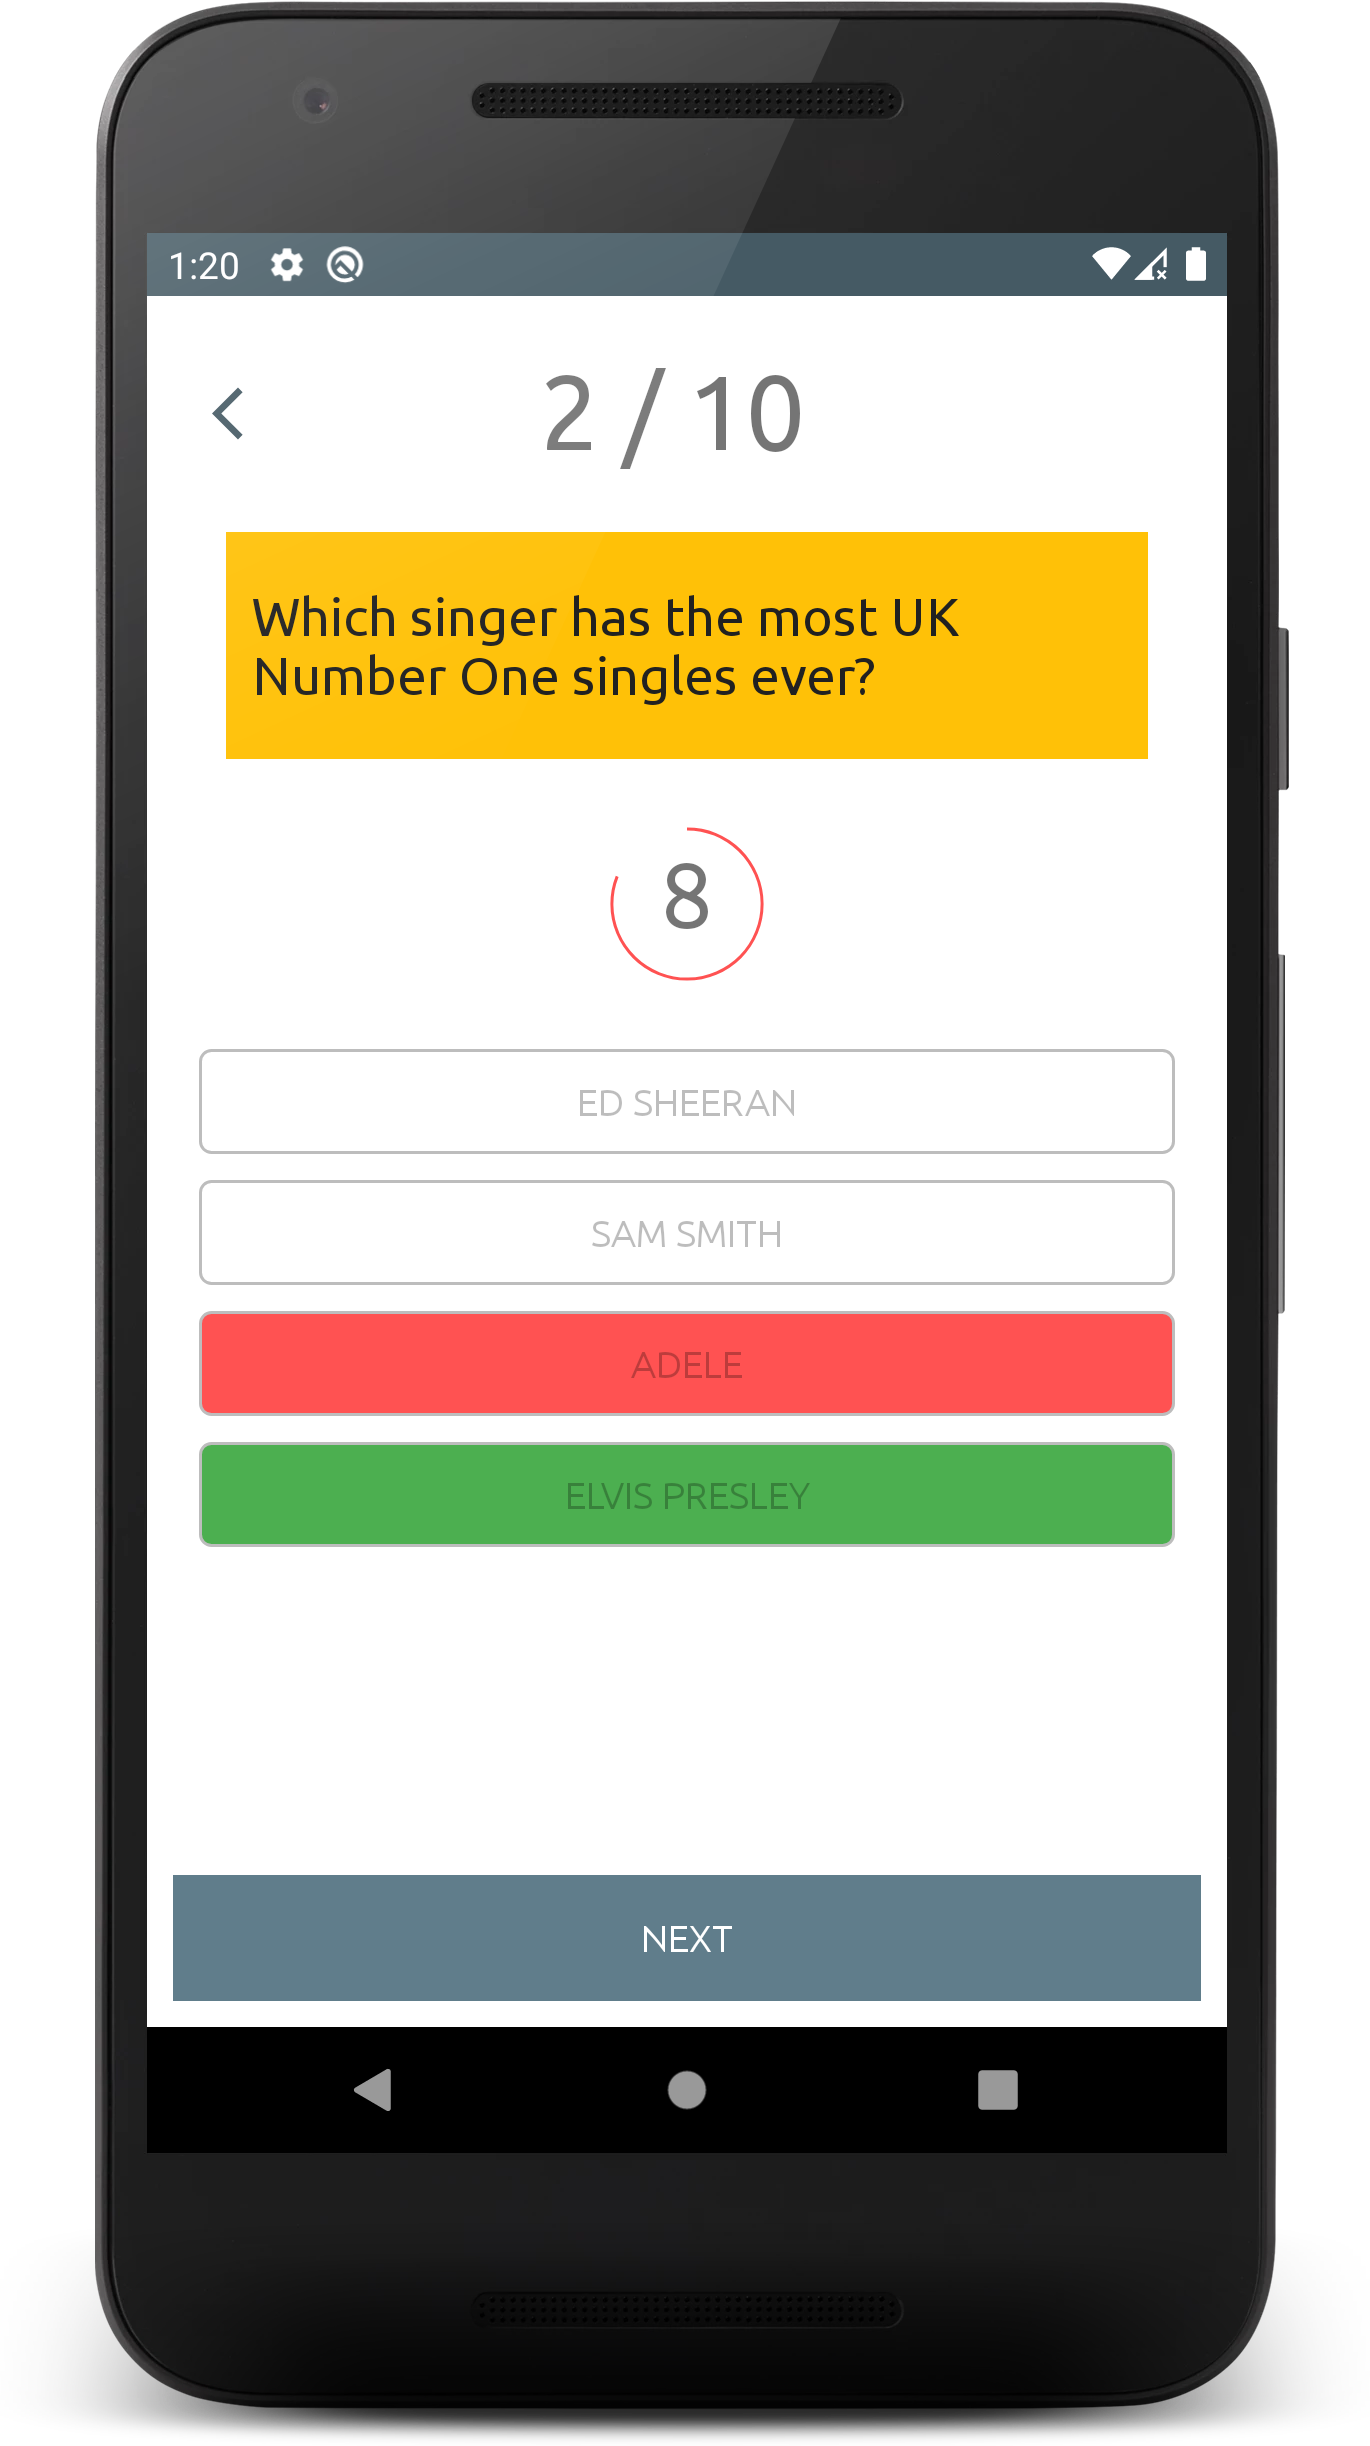 1:20
2 / 10
Which singer has the most UK
Number One singles ever?
8
ED SHEERAN
SAM SMITH
ADELE
ELVIS PRESLEY
NEXT